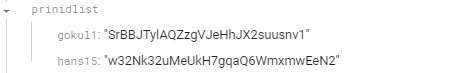 prinidlist
gokul1: "SrBBJTylAQZzgVJeHhJX2suusnv1"
hans15: "w32Nk32uMeUkH7gqaQ6WmxmwEeN2"